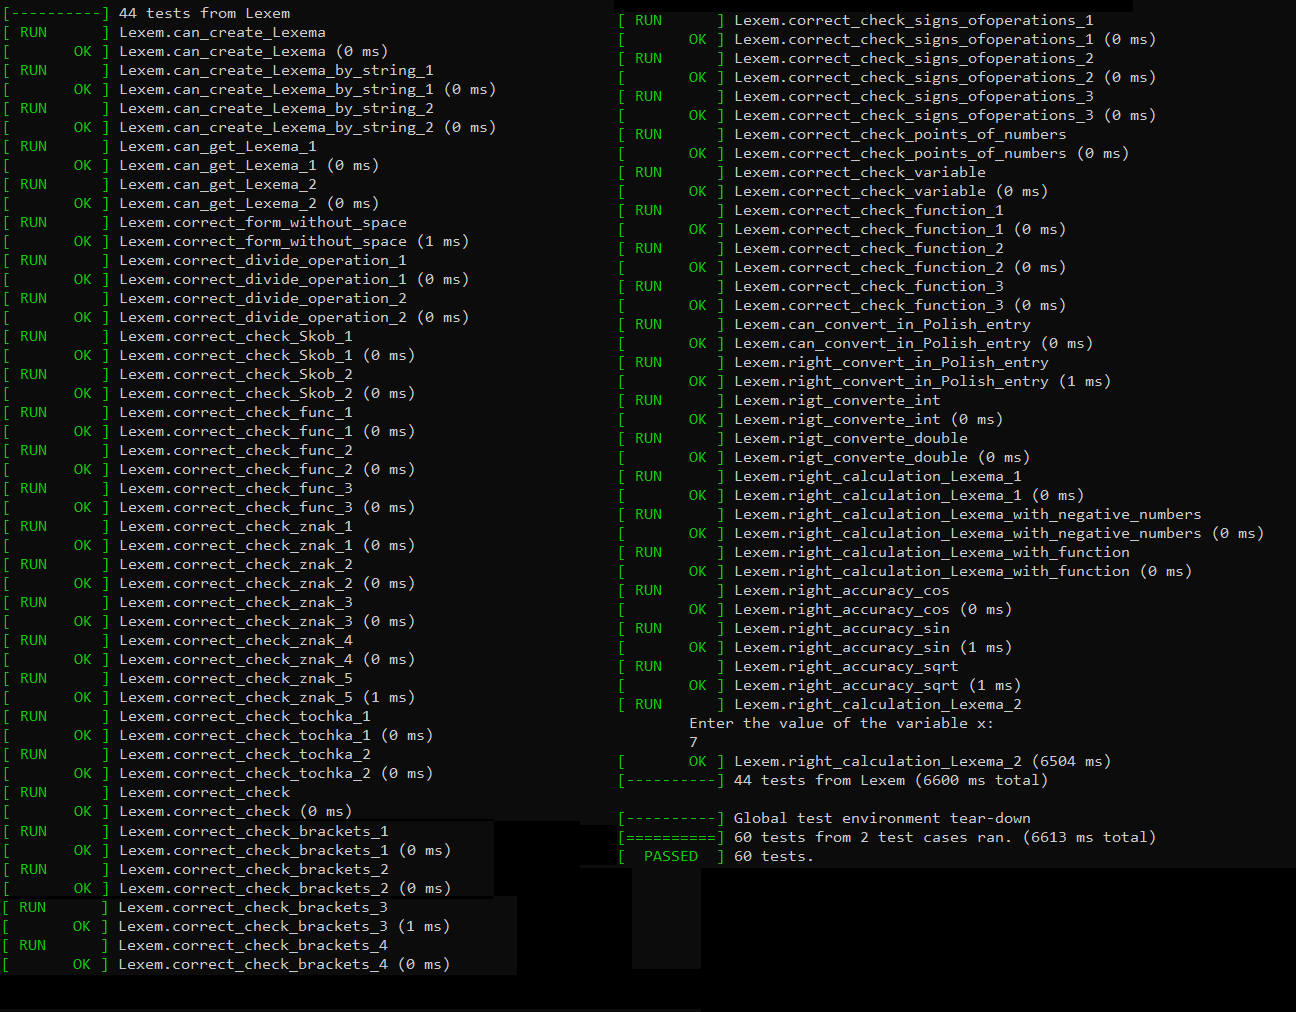 [----------] 44 tests from Lexem
[ RUN      ] Lexem.can_create_Lexema
[       OK ] Lexem.can_create_Lexema (0 ms)
[ RUN      ] Lexem.can_create_Lexema_by_string_1
[       OK ] Lexem.can_create_Lexema_by_string_1 (0 ms)
[ RUN      ] Lexem.can_create_Lexema_by_string_2
[       OK ] Lexem.can_create_Lexema_by_string_2 (0 ms)
[ RUN      ] Lexem.can_get_Lexema_1
[       OK ] Lexem.can_get_Lexema_1 (0 ms)
[ RUN      ] Lexem.can_get_Lexema_2
[       OK ] Lexem.can_get_Lexema_2 (0 ms)
[ RUN      ] Lexem.correct_form_without_space
[       OK ] Lexem.correct_form_without_space (1 ms)
[ RUN      ] Lexem.correct_divide_operation_1
[       OK ] Lexem.correct_divide_operation_1 (0 ms)
[ RUN      ] Lexem.correct_divide_operation_2
[       OK ] Lexem.correct_divide_operation_2 (0 ms)
[ RUN      ] Lexem.correct_check_Skob_1
[       OK ] Lexem.correct_check_Skob_1 (0 ms)
[ RUN      ] Lexem.correct_check_Skob_2
[       OK ] Lexem.correct_check_Skob_2 (0 ms)
[ RUN      ] Lexem.correct_check_func_1
[       OK ] Lexem.correct_check_func_1 (0 ms)
[ RUN      ] Lexem.correct_check_func_2
[       OK ] Lexem.correct_check_func_2 (0 ms)
[ RUN      ] Lexem.correct_check_func_3
[       OK ] Lexem.correct_check_func_3 (0 ms)
[ RUN      ] Lexem.correct_check_znak_1
[       OK ] Lexem.correct_check_znak_1 (0 ms)
[ RUN      ] Lexem.correct_check_znak_2
[       OK ] Lexem.correct_check_znak_2 (0 ms)
[ RUN      ] Lexem.correct_check_znak_3
[       OK ] Lexem.correct_check_znak_3 (0 ms)
[ RUN      ] Lexem.correct_check_znak_4
[       OK ] Lexem.correct_check_znak_4 (0 ms)
[ RUN      ] Lexem.correct_check_znak_5
[       OK ] Lexem.correct_check_znak_5 (1 ms)
[ RUN      ] Lexem.correct_check_tochka_1
[       OK ] Lexem.correct_check_tochka_1 (0 ms)
[ RUN      ] Lexem.correct_check_tochka_2
[       OK ] Lexem.correct_check_tochka_2 (0 ms)
[ RUN      ] Lexem.correct_check
[       OK ] Lexem.correct_check (0 ms)
[ RUN      ] Lexem.correct_check_brackets_1
[       OK ] Lexem.correct_check_brackets_1 (0 ms)
[ RUN      ] Lexem.correct_check_brackets_2
[       OK ] Lexem.correct_check_brackets_2 (0 ms)
[ RUN      ] Lexem.correct_check_brackets_3
[       OK ] Lexem.correct_check_brackets_3 (1 ms)
[ RUN      ] Lexem.correct_check_brackets_4
[       OK ] Lexem.correct_check_brackets_4 (0 ms)
[ RUN      ] Lexem.correct_check_signs_ofoperations_1
[       OK ] Lexem.correct_check_signs_ofoperations_1 (0 ms)
[ RUN      ] Lexem.correct_check_signs_ofoperations_2
[       OK ] Lexem.correct_check_signs_ofoperations_2 (0 ms)
[ RUN      ] Lexem.correct_check_signs_ofoperations_3
[       OK ] Lexem.correct_check_signs_ofoperations_3 (0 ms)
[ RUN      ] Lexem.correct_check_points_of_numbers
[       OK ] Lexem.correct_check_points_of_numbers (0 ms)
[ RUN      ] Lexem.correct_check_variable
[       OK ] Lexem.correct_check_variable (0 ms)
[ RUN      ] Lexem.correct_check_function_1
[       OK ] Lexem.correct_check_function_1 (0 ms)
[ RUN      ] Lexem.correct_check_function_2
[       OK ] Lexem.correct_check_function_2 (0 ms)
[ RUN      ] Lexem.correct_check_function_3
[       OK ] Lexem.correct_check_function_3 (0 ms)
[ RUN      ] Lexem.can_convert_in_Polish_entry
[       OK ] Lexem.can_convert_in_Polish_entry (0 ms)
[ RUN      ] Lexem.right_convert_in_Polish_entry
[       OK ] Lexem.right_convert_in_Polish_entry (1 ms)
[ RUN      ] Lexem.rigt_converte_int
[       OK ] Lexem.rigt_converte_int (0 ms)
[ RUN      ] Lexem.rigt_converte_double
[       OK ] Lexem.rigt_converte_double (0 ms)
[ RUN      ] Lexem.right_calculation_Lexema_1
[       OK ] Lexem.right_calculation_Lexema_1 (0 ms)
[ RUN      ] Lexem.right_calculation_Lexema_with_negative_numbers
[       OK ] Lexem.right_calculation_Lexema_with_negative_numbers (0 ms)
[ RUN      ] Lexem.right_calculation_Lexema_with_function
[       OK ] Lexem.right_calculation_Lexema_with_function (0 ms)
[ RUN      ] Lexem.right_accuracy_cos
[       OK ] Lexem.right_accuracy_cos (0 ms)
[ RUN      ] Lexem.right_accuracy_sin
[       OK ] Lexem.right_accuracy_sin (1 ms)
[ RUN      ] Lexem.right_accuracy_sqrt
[       OK ] Lexem.right_accuracy_sqrt (1 ms)
[ RUN      ] Lexem.right_calculation_Lexema_2
Enter the value of the variable x:
7
[       OK ] Lexem.right_calculation_Lexema_2 (6504 ms)
[----------] 44 tests from Lexem (6600 ms total)
[----------] Global test environment tear-down
[==========] 60 tests from 2 test cases ran. (6613 ms total)
[  PASSED  ] 60 tests.